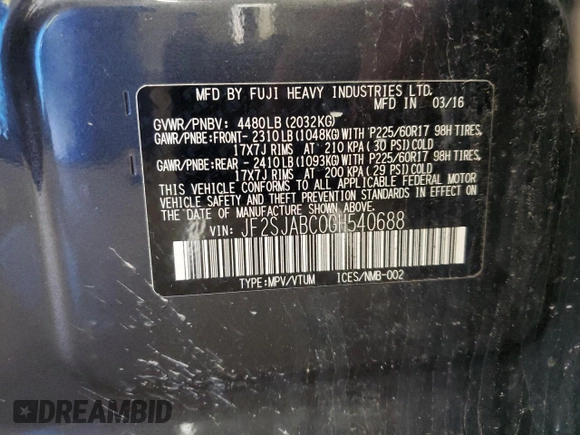 MFD BY FUJI HEAVY INDUSTRIES LTD.
MFD IN 03/16
GVWR/PNBV: 4480LB (2032KG)
GAWR/PNBE:FRONT- 2310LB (1048KG)WITH P225/60R17 98H TIRES,
17X7J RIMS AT 210 KPA (30 PSI)COLD
GAWR/PNBE:REAR - 2410LB (1093KG)WITH P225/60R17 98H TIRES,
17X7J RIMS AT 200 KPA (29 PSI)COLD
THIS VEHICLE CONFORMS TO ALL APPLICABLE FEDERAL MOTOR
VEHICLE SAFETY, BUMPER, AND THEFT PREVENTION STANDARDS IN EFFECT ON
THE DATE OF MANUFACTURE SHOWN ABOVE.
VIN: JF2SJABC0GH540688
TYPE:MPV/VTUM ICES/NMB-002
DREAMBID